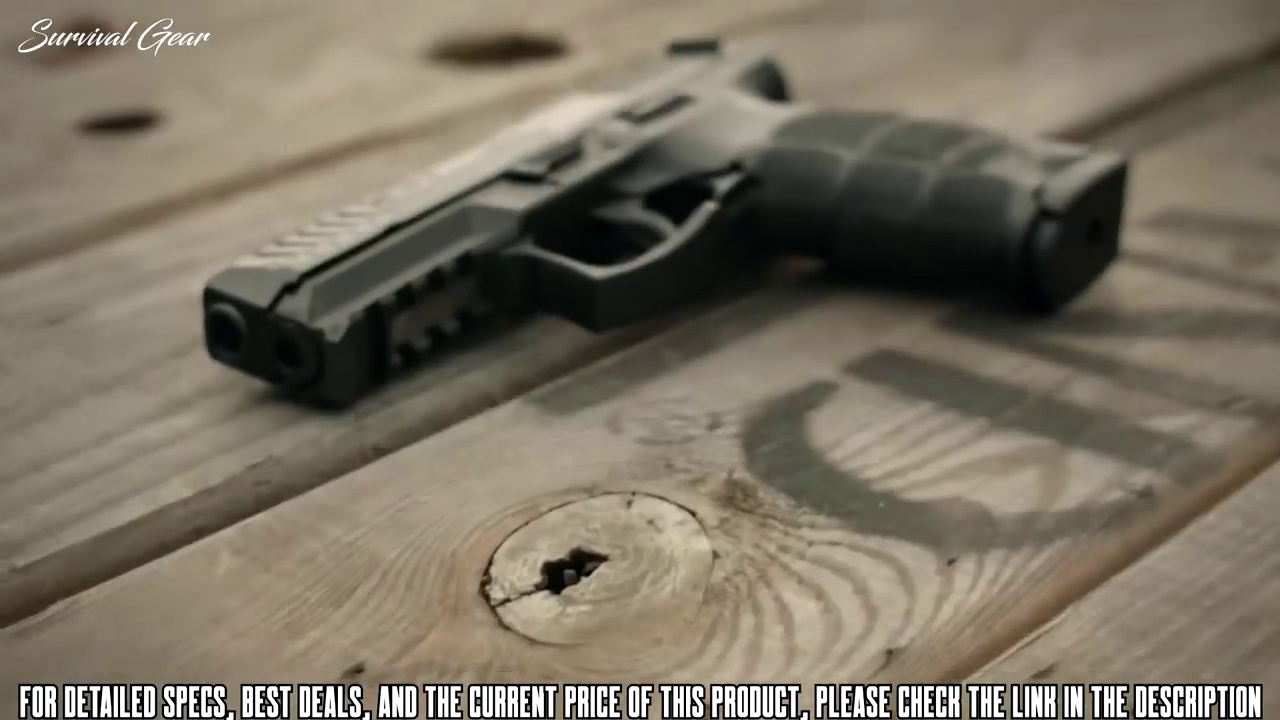 Survival Gear
FOR DETAILED SPECS, BEST DEALS, AND THE CURRENT PRICE OF THIS PRODUCT, PLEASE CHECK THE LINK IN THE DESCRIPTION